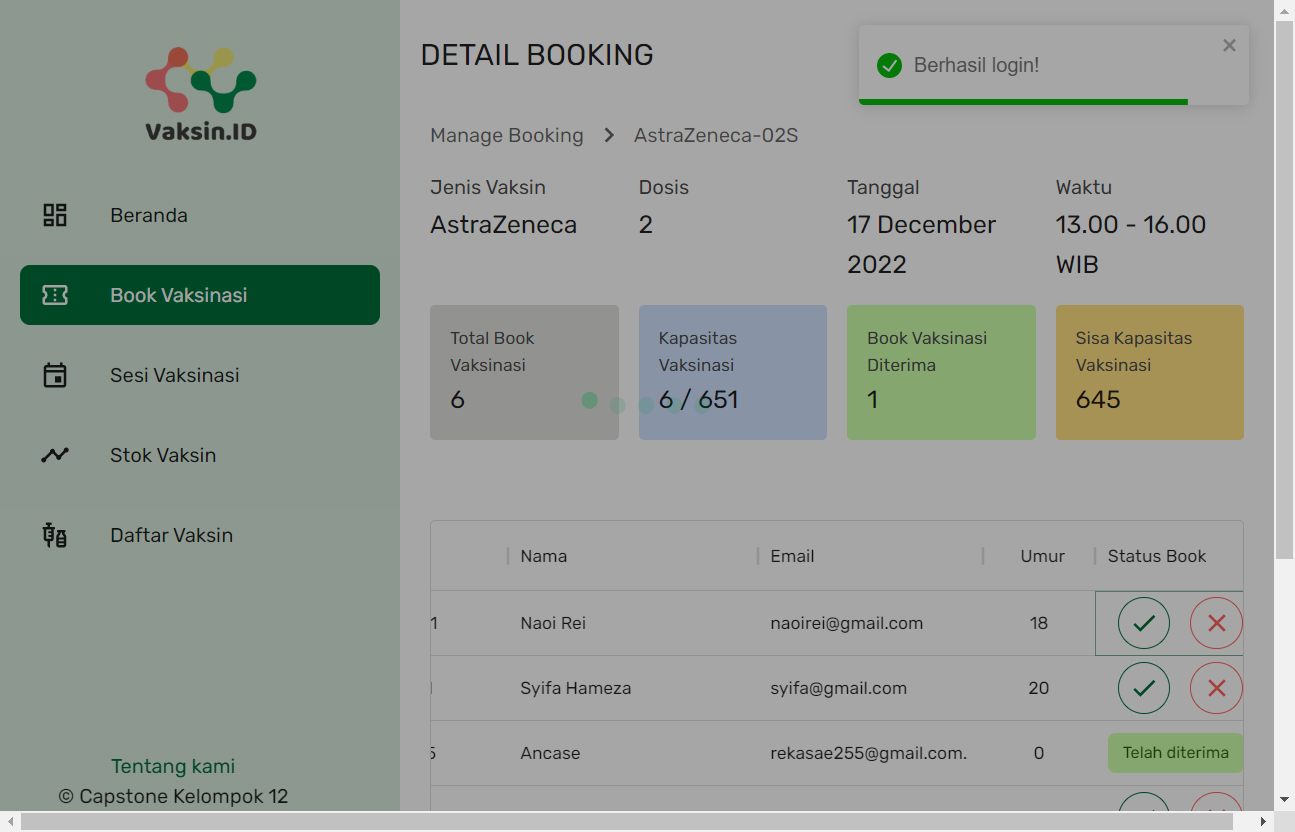 Vaksin.ID
Beranda
Book Vaksinasi
Sesi Vaksinasi
Stok Vaksin
Daftar Vaksin
Tentang kami
© Capstone Kelompok 12
DETAIL BOOKING
Berhasil login!
Manage Booking > AstraZeneca-02S
Jenis Vaksin
AstraZeneca
Dosis
2
Tanggal
17 December
2022
Waktu
13.00 - 16.00
WIB
Total Book
Vaksinasi
6
Kapasitas
Vaksinasi
6 / 651
Book Vaksinasi
Diterima
1
Sisa Kapasitas
Vaksinasi
645
Nama Email Umur Status Book
1 Naoi Rei naoirei@gmail.com 18
Syifa Hameza syifa@gmail.com 20
Ancase rekasae255@gmail.com. 0 Telah diterima